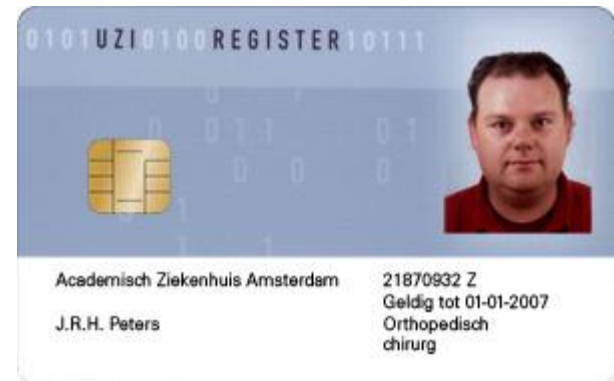 0101UZI0100REGISTER10111
Academisch Ziekenhuis Amsterdam
J.R.H. Peters
21870932 Z
Geldig tot 01-01-2007
Orthopedisch
chirurg